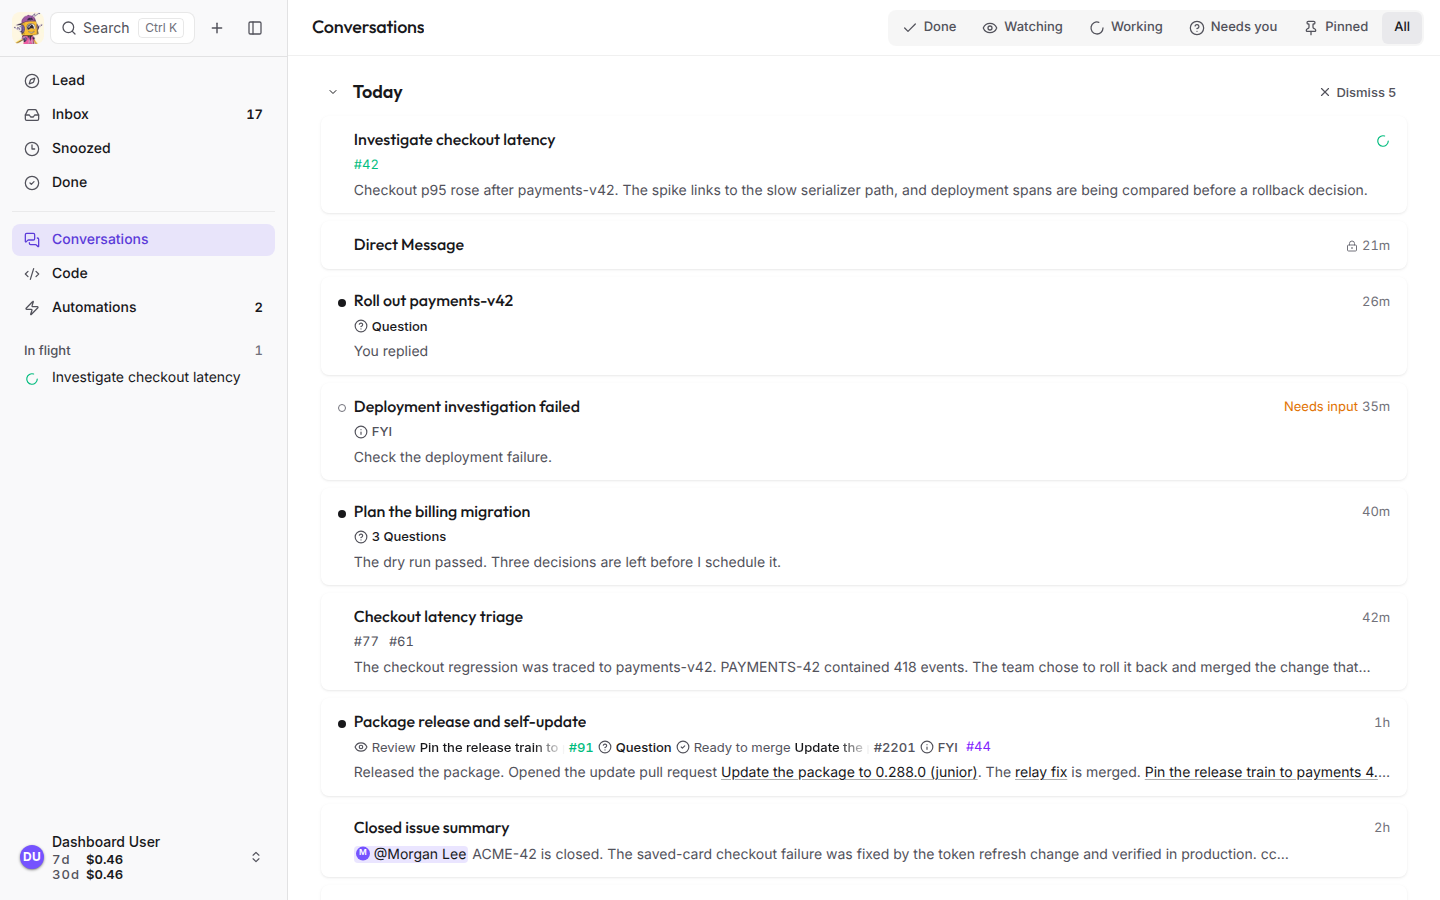 Search Ctrl K
Lead
Inbox 17
Snoozed
Done
Conversations
Code
Automations 2
In flight 1
Investigate checkout latency
DU
Dashboard User
7d $0.46
30d $0.46
Conversations
Done Watching Working Needs you Pinned All
Today Dismiss 5
Investigate checkout latency
#42
Checkout p95 rose after payments-v42. The spike links to the slow serializer path, and deployment spans are being compared before a rollback decision.
Direct Message 21m
Roll out payments-v42 26m
Question
You replied
Deployment investigation failed Needs input 35m
FYI
Check the deployment failure.
Plan the billing migration 40m
3 Questions
The dry run passed. Three decisions are left before I schedule it.
Checkout latency triage 42m
#77 #61
The checkout regression was traced to payments-v42. PAYMENTS-42 contained 418 events. The team chose to roll it back and merged the change that...
Package release and self-update 1h
Review Pin the release train to #91 Question Ready to merge Update the #2201 FYI #44
Released the package. Opened the update pull request Update the package to 0.288.0 (junior). The relay fix is merged. Pin the release train to payments 4....
Closed issue summary 2h
M @Morgan Lee ACME-42 is closed. The saved-card checkout failure was fixed by the token refresh change and verified in production. cc...